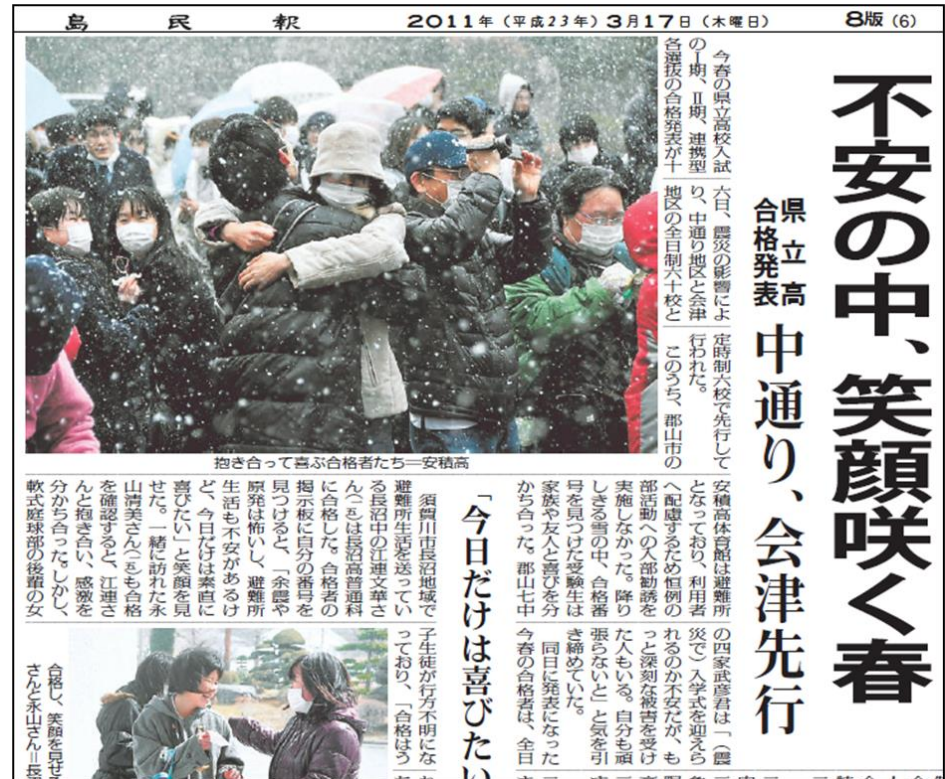 島民報
2011年（平成23年）3月17日（木曜日）
8版（6）
不安の中、笑顔咲く春
県立高
合格発表
中通り、会津先行
今春の県立高校入試
のⅠ期、Ⅱ期、連携型
各選抜の合格発表が十
六日、震災の影響によ
り、中通り地区と会津
地区の全日制六十校と
定時制六校で先行して
行われた。
このうち、郡山市の
抱き合って喜ぶ合格者たち＝安積高
安積高体育館は避難所
となっており、利用者
へ配慮するため恒例の
部活動への入部勧誘を
実施しなかった。降り
しきる雪の中、合格番
号を見つけた受験生は
家族や友人と喜びを分
かち合った。郡山七中
の四家武彦君は「（震
災で）入学式を迎えら
れるのか不安だが、も
っと深刻な被害を受け
た人もいる。自分も頑
張らないと」と気を引
き締めていた。
同日に発表になった
今春の合格者は、全日
「今日だけは喜びたい
須賀川市長沼地域で
避難所生活を送ってい
る長沼中の江連文華さ
ん（15）は長沼高普通科
に合格した。合格者の
掲示板に自分の番号を
見つけると、「余震や
原発は怖いし、避難所
生活も不安があるけ
ど、今日だけは素直に
喜びたい」と笑顔を見
せた。一緒に訪れた永
山清美さん（15）も合格
を確認すると、江連さ
んと抱き合い、感激を
分かち合った。しかし、
軟式庭球部の後輩の女
子生徒が行方不明にな
っており、「合格はう
合格し、笑顔を見せる
さんと永山さん＝長沼